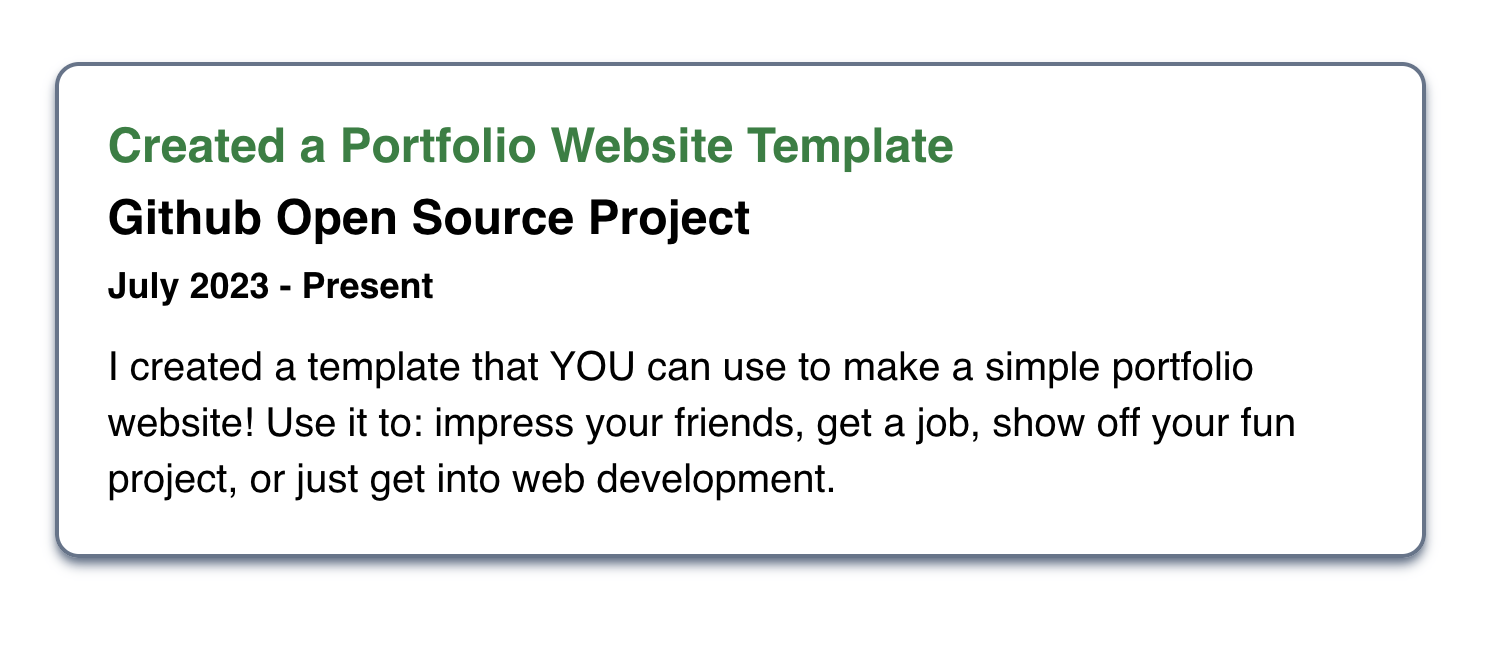 Created a Portfolio Website Template
Github Open Source Project
July 2023 - Present
I created a template that YOU can use to make a simple portfolio
website! Use it to: impress your friends, get a job, show off your fun
project, or just get into web development.